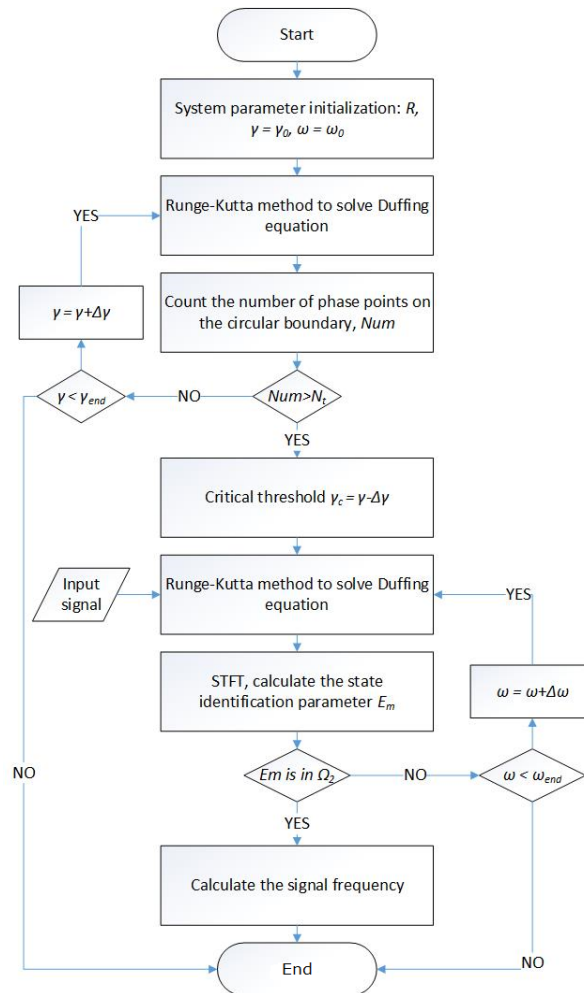 Start
System parameter initialization: R,
γ = γ₀, ω = ω₀
YES
Runge-Kutta method to solve Duffing
equation
γ = γ+Δγ
Count the number of phase points on
the circular boundary, Num
γ < γend
NO
Num>Nt
YES
Critical threshold γc = γ-Δγ
Input
signal
Runge-Kutta method to solve Duffing
equation
YES
STFT, calculate the state
identification parameter Em
ω = ω+Δω
NO
Em is in Ω₂
NO
ω < ωend
YES
Calculate the signal frequency
NO
End